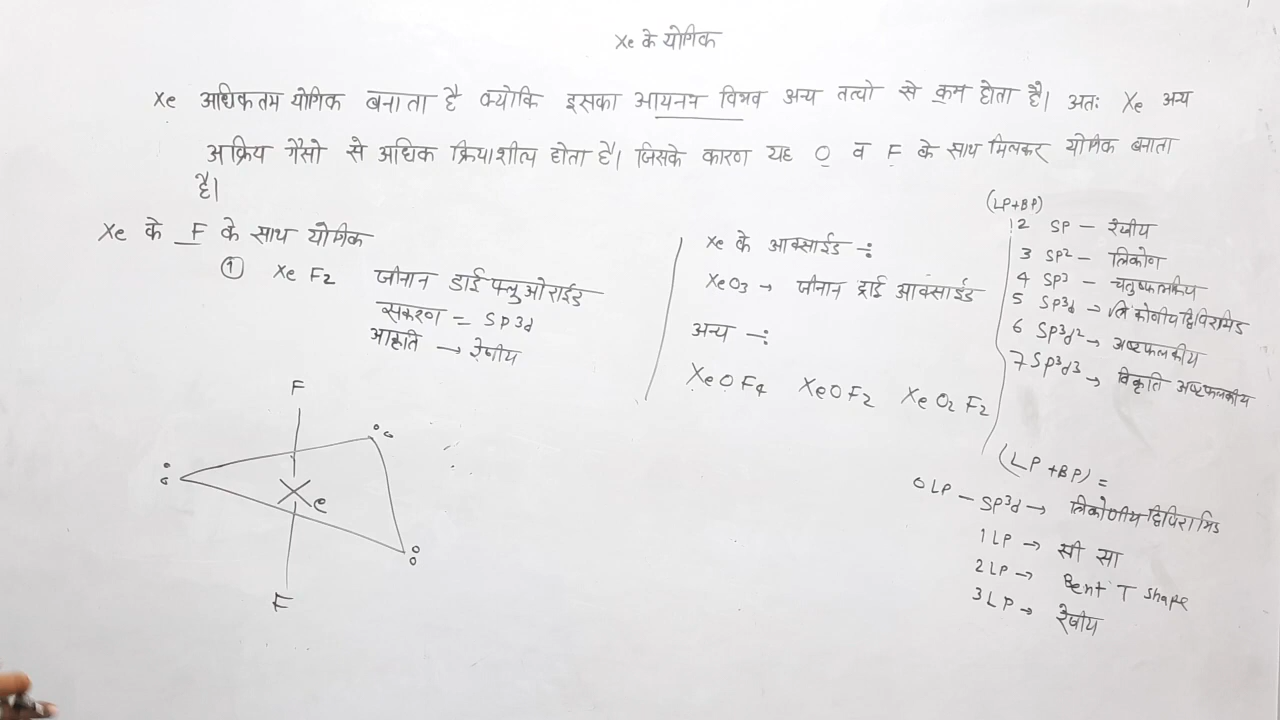 Xe के यौगिक
Xe अधिकतम यौगिक बनाता है क्योकि इसका आयनन विभव अन्य तत्वो से कम होता है। अतः Xe अन्य
अक्रिय गैसो से अधिक क्रियाशील होता है। जिसके कारण यह O व F के साथ मिलकर यौगिक बनाता
है।
Xe के F के साथ यौगिक
① XeF2 जीनान डाई फ्लुओराईड
संकरण = SP3d
आकृति → रेखीय
F
Xe
F
Xe के आक्साईड ÷
XeO3 → जीनान ट्राई आक्साईड
अन्य ÷
XeOF4 XeOF2 XeO2F2
(LP+BP)
2 SP – रेखीय
3 SP2 – त्रिकोण
4 SP3 – चतुष्फलकीय
5 SP3d → त्रिकोणीय द्विपिरामिड
6 SP3d2 → अष्टफलकीय
7 SP3d3 → विकृति अष्टफलकीय
(LP+BP) =
0 LP – SP3d → त्रिकोणीय द्विपिरामिड
1 LP → सी सा
2 LP → Bent T shape
3 LP → रेखीय